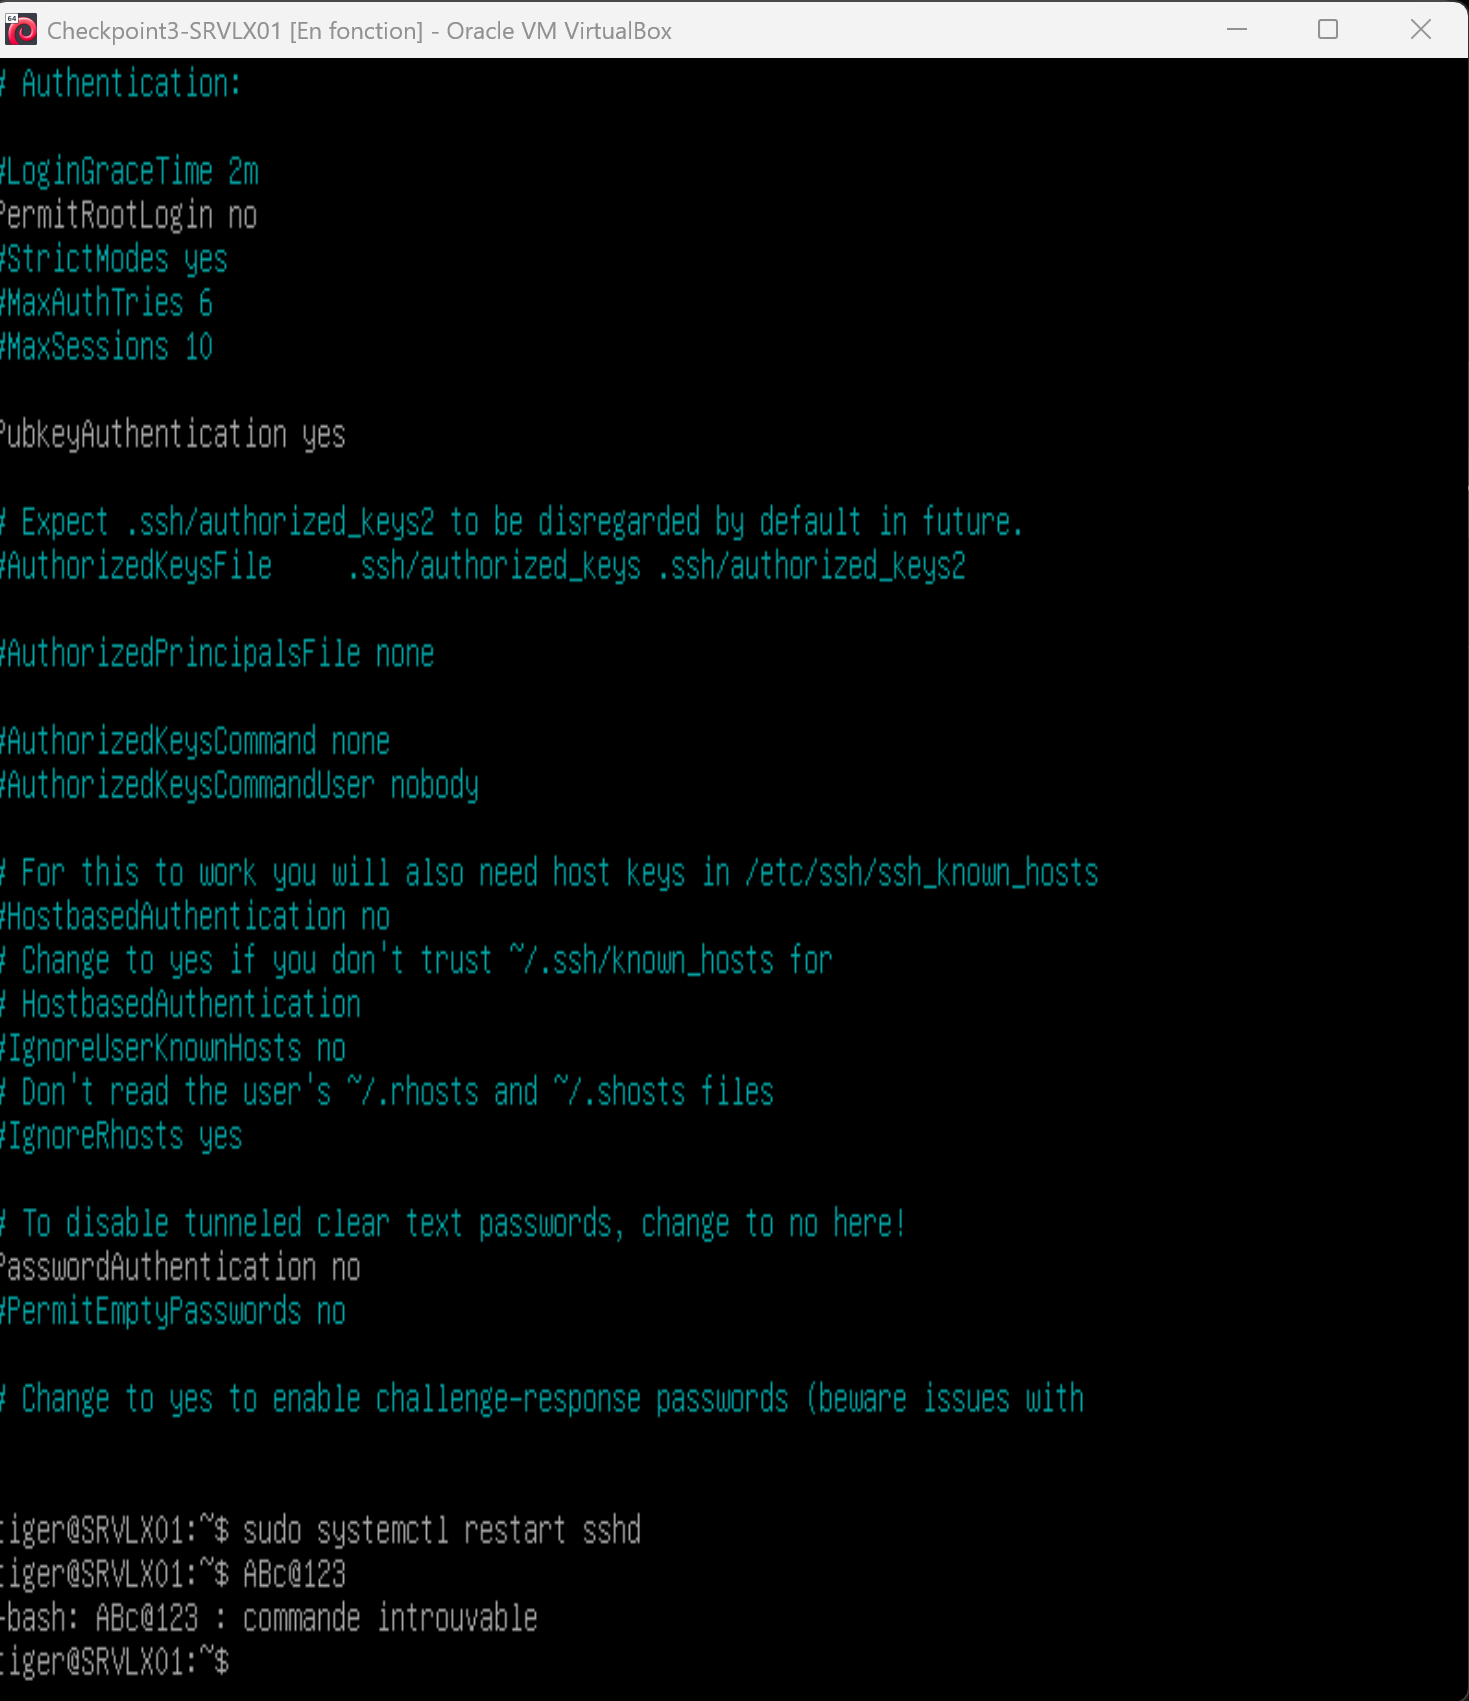 64
Checkpoint3-SRVLX01 [En fonction] - Oracle VM VirtualBox
# Authentication:
#LoginGraceTime 2m
PermitRootLogin no
#StrictModes yes
#MaxAuthTries 6
#MaxSessions 10
PubkeyAuthentication yes
# Expect .ssh/authorized_keys2 to be disregarded by default in future.
#AuthorizedKeysFile     .ssh/authorized_keys .ssh/authorized_keys2
#AuthorizedPrincipalsFile none
#AuthorizedKeysCommand none
#AuthorizedKeysCommandUser nobody
# For this to work you will also need host keys in /etc/ssh/ssh_known_hosts
#HostbasedAuthentication no
# Change to yes if you don't trust ~/.ssh/known_hosts for
# HostbasedAuthentication
#IgnoreUserKnownHosts no
# Don't read the user's ~/.rhosts and ~/.shosts files
#IgnoreRhosts yes
# To disable tunneled clear text passwords, change to no here!
PasswordAuthentication no
#PermitEmptyPasswords no
# Change to yes to enable challenge-response passwords (beware issues with
tiger@SRVLX01:~$ sudo systemctl restart sshd
tiger@SRVLX01:~$ ABc@123
-bash: ABc@123 : commande introuvable
tiger@SRVLX01:~$